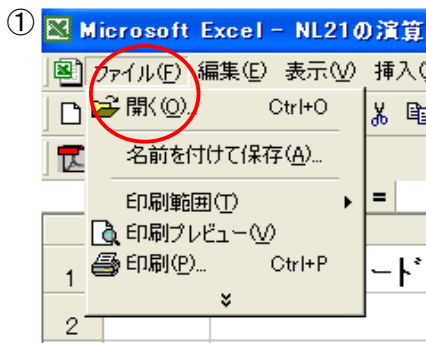 ①
Microsoft Excel - NL21の演算
ファイル(F) 編集(E) 表示(V) 挿入(
開く(O)... Ctrl+O
名前を付けて保存(A)...
=
印刷範囲(T)
印刷プレビュー(V)
印刷(P)... Ctrl+P
1 ード
2